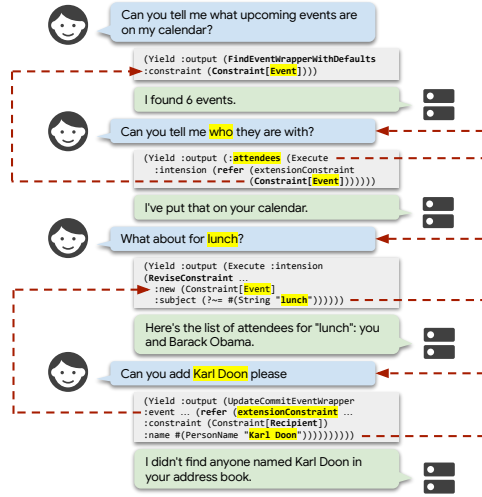 Can you tell me what upcoming events are
on my calendar?
(Yield :output (FindEventWrapperWithDefaults
:constraint (Constraint[Event])))
I found 6 events.
Can you tell me who they are with?
(Yield :output (:attendees (Execute
:intension (refer (extensionConstraint
(Constraint[Event]))))))
I've put that on your calendar.
What about for lunch?
(Yield :output (Execute :intension
(ReviseConstraint …
:new (Constraint[Event]
:subject (?~= #(String "lunch"))))))
Here's the list of attendees for "lunch": you
and Barack Obama.
Can you add Karl Doon please
(Yield :output (UpdateCommitEventWrapper
:event … (refer (extensionConstraint …
:constraint (Constraint[Recipient])
:name #(PersonName "Karl Doon"))))))))))
I didn't find anyone named Karl Doon in
your address book.